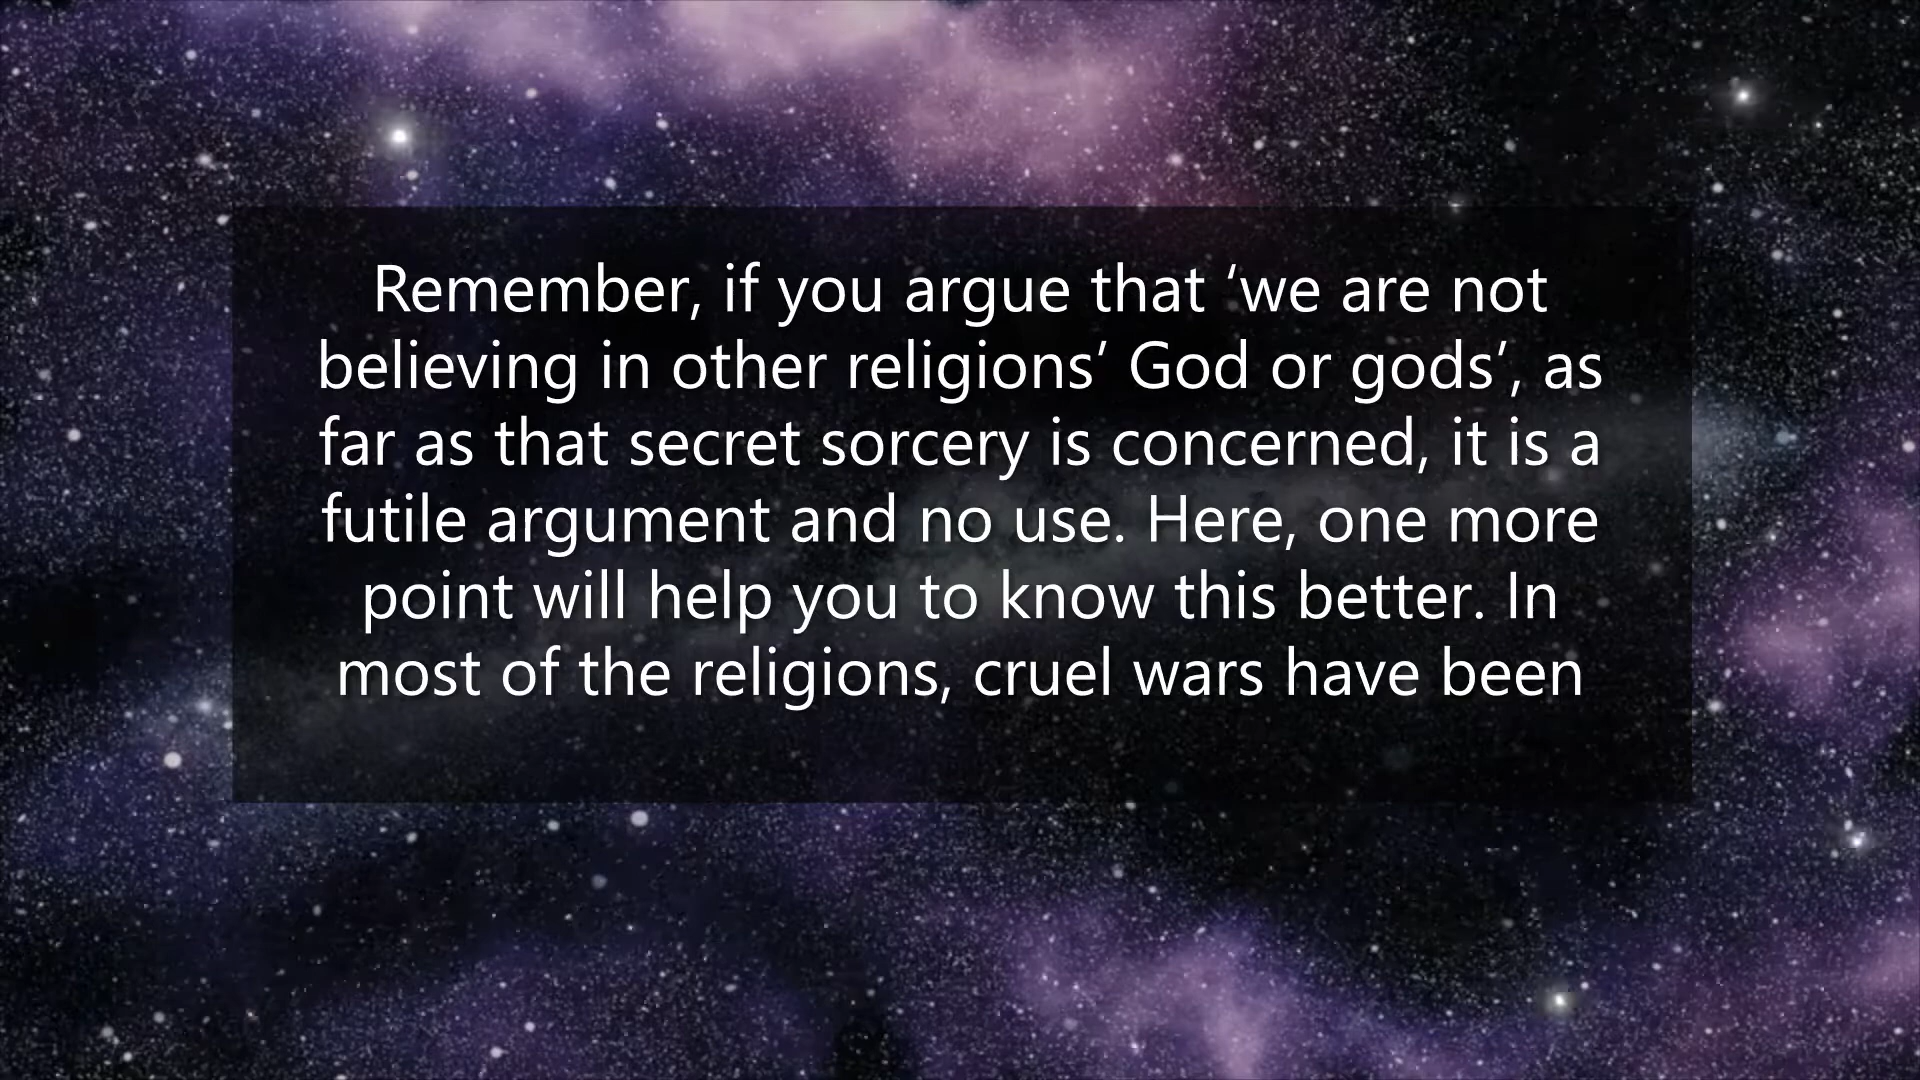 Remember, if you argue that ‘we are not
believing in other religions’ God or gods’, as
far as that secret sorcery is concerned, it is a
futile argument and no use. Here, one more
point will help you to know this better. In
most of the religions, cruel wars have been